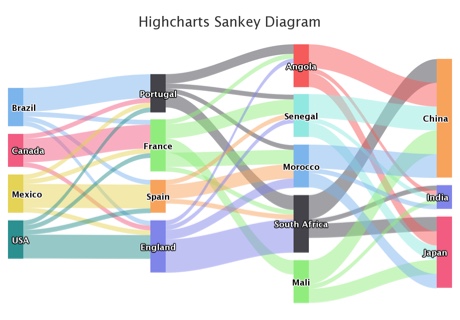 Highcharts Sankey Diagram
Brazil
Canada
Mexico
USA
Portugal
France
Spain
England
Angola
Senegal
Morocco
South Africa
Mali
China
India
Japan